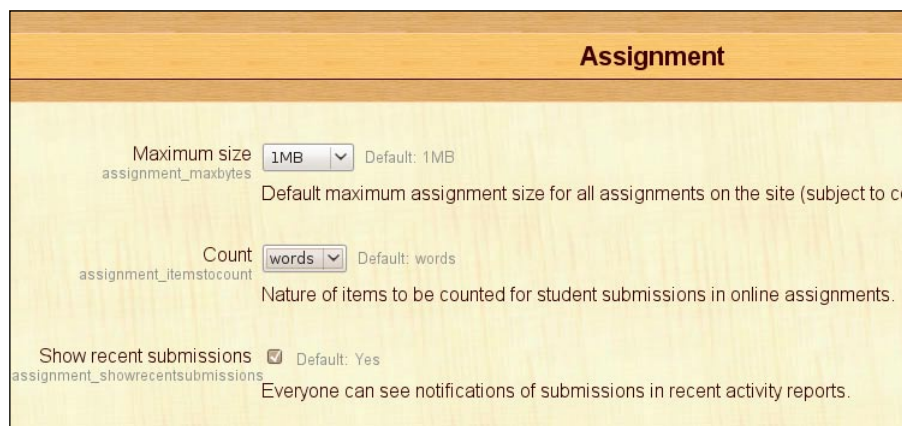 Assignment
Maximum size 1MB Default: 1MB
assignment_maxbytes
Default maximum assignment size for all assignments on the site (subject to
Count words Default: words
assignment_itemstocount
Nature of items to be counted for student submissions in online assignments.
Show recent submissions Default: Yes
assignment_showrecentsubmissions
Everyone can see notifications of submissions in recent activity reports.